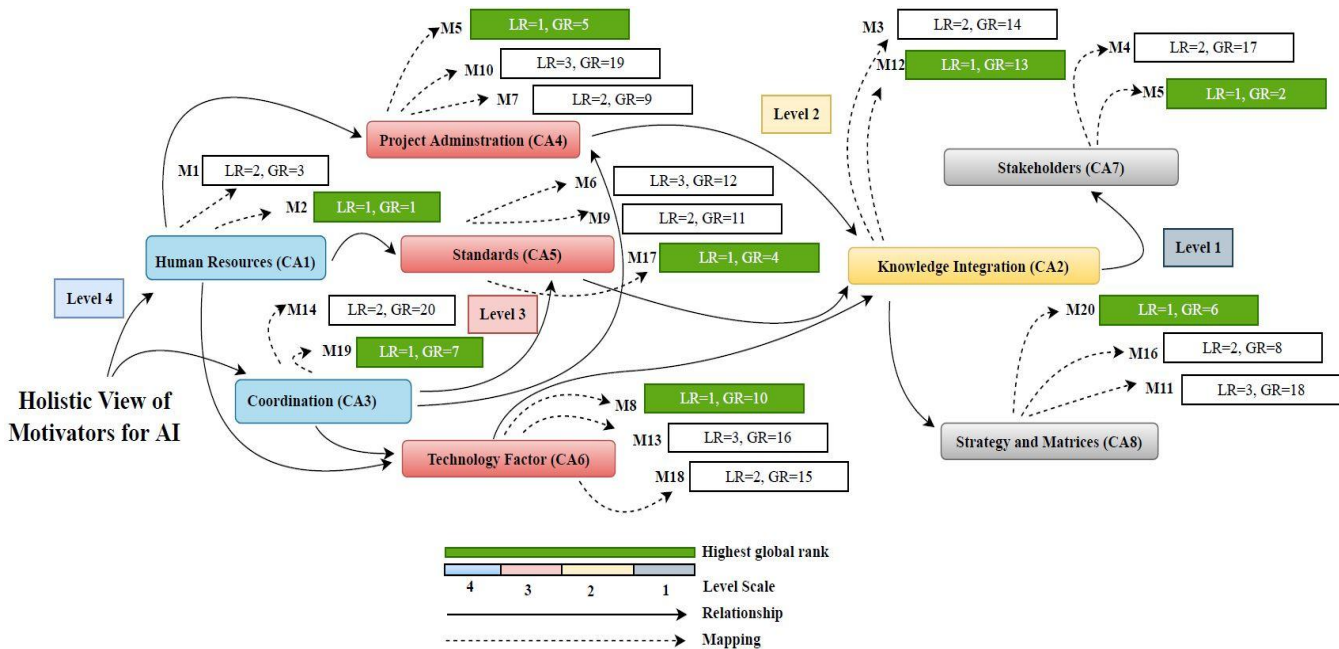 M5 LR=1, GR=5
M10 LR=3, GR=19
M7 LR=2, GR=9
Project Adminstration (CA4)
M3 LR=2, GR=14
M12 LR=1, GR=13
M4 LR=2, GR=17
M5 LR=1, GR=2
Level 2
Stakeholders (CA7)
M1 LR=2, GR=3
M2 LR=1, GR=1
M6 LR=3, GR=12
M9 LR=2, GR=11
M17 LR=1, GR=4
Human Resources (CA1)
Standards (CA5)
Knowledge Integration (CA2)
Level 1
Level 4
M14 LR=2, GR=20
Level 3
M19 LR=1, GR=7
M20 LR=1, GR=6
M16 LR=2, GR=8
M11 LR=3, GR=18
Holistic View of
Motivators for AI
Coordination (CA3)
M8 LR=1, GR=10
M13 LR=3, GR=16
M18 LR=2, GR=15
Technology Factor (CA6)
Strategy and Matrices (CA8)
Highest global rank
4 3 2 1 Level Scale
Relationship
Mapping